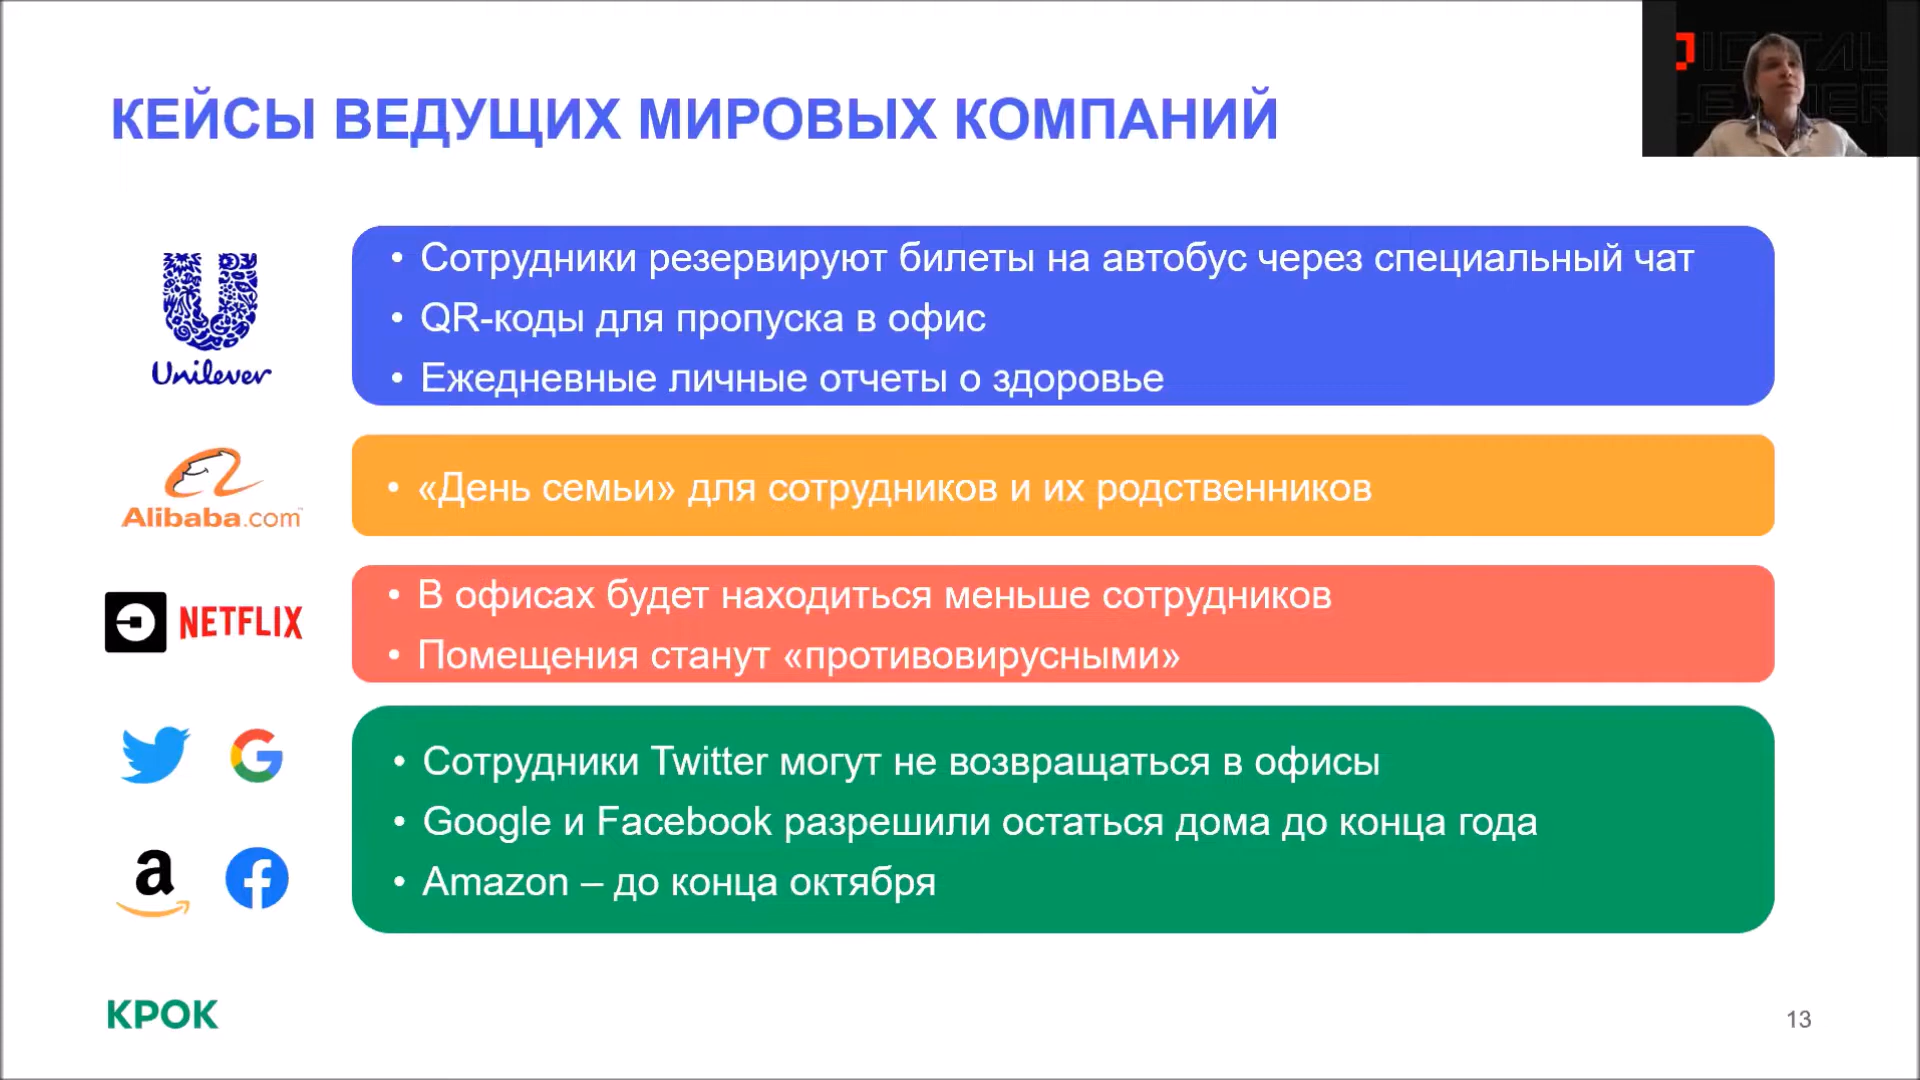 КЕЙСЫ ВЕДУЩИХ МИРОВЫХ КОМПАНИЙ
Unilever
• Сотрудники резервируют билеты на автобус через специальный чат
• QR-коды для пропуска в офис
• Ежедневные личные отчеты о здоровье
Alibaba.com
• «День семьи» для сотрудников и их родственников
NETFLIX
• В офисах будет находиться меньше сотрудников
• Помещения станут «противовирусными»
• Сотрудники Twitter могут не возвращаться в офисы
• Google и Facebook разрешили остаться дома до конца года
• Amazon – до конца октября
КРОК
13